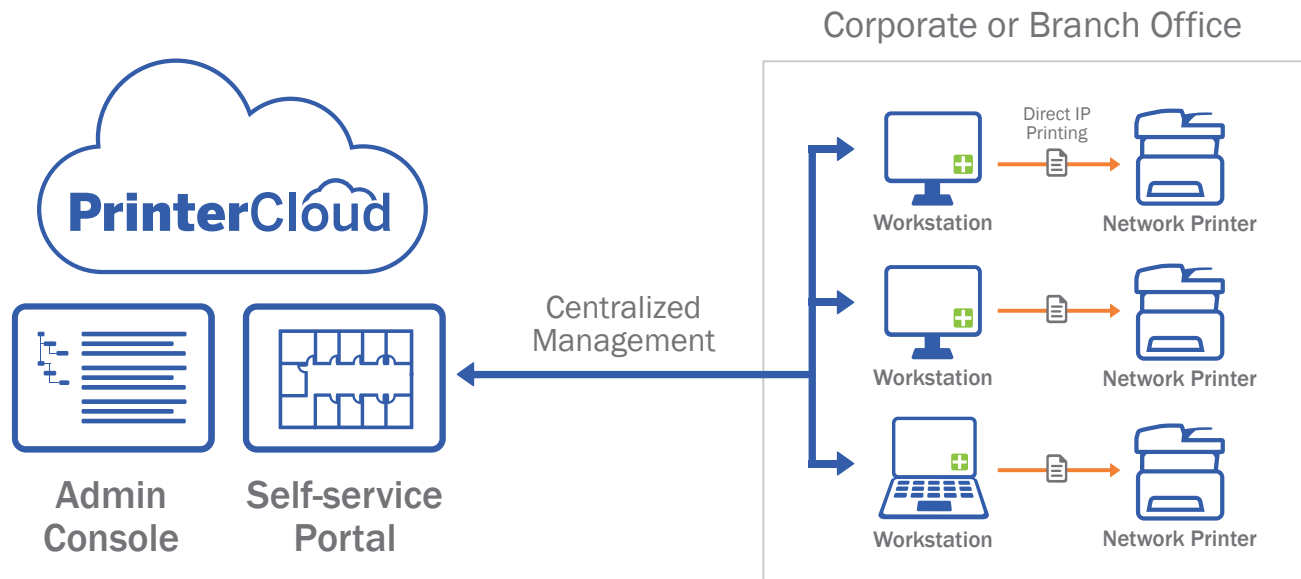 Corporate or Branch Office
PrinterCloud
Admin
Console
Self-service
Portal
Centralized
Management
Direct IP
Printing
Workstation
Network Printer
Workstation
Network Printer
Workstation
Network Printer